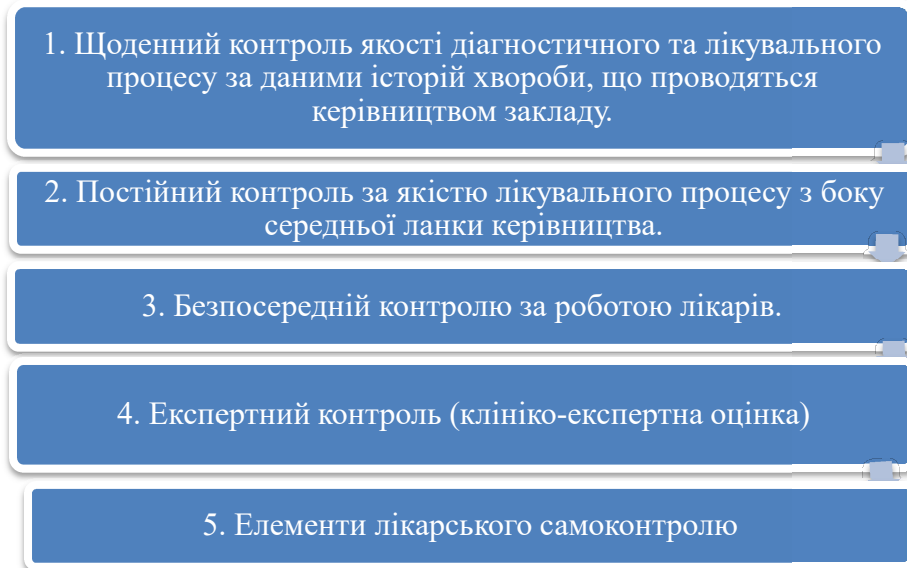 1. Щоденний контроль якості діагностичного та лікувального
процесу за даними історій хвороби, що проводяться
керівництвом закладу.
2. Постійний контроль за якістю лікувального процесу з боку
середньої ланки керівництва.
3. Безпосередній контролю за роботою лікарів.
4. Експертний контроль (клініко-експертна оцінка)
5. Елементи лікарського самоконтролю